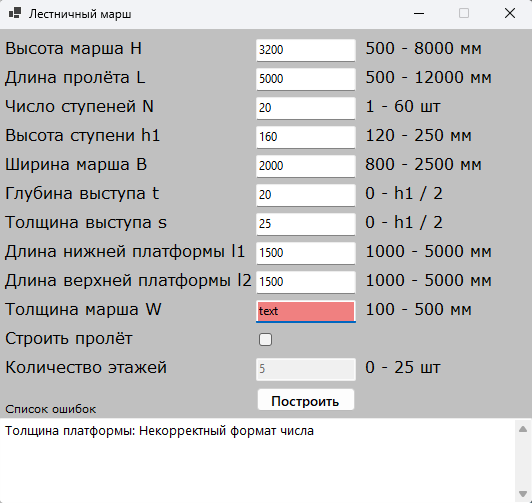 Лестничный марш
Высота марша H 3200 500 - 8000 мм
Длина пролёта L 5000 500 - 12000 мм
Число ступеней N 20 1 - 60 шт
Высота ступени h1 160 120 - 250 мм
Ширина марша B 2000 800 - 2500 мм
Глубина выступа t 20 0 - h1 / 2
Толщина выступа s 25 0 - h1 / 2
Длина нижней платформы l1 1500 1000 - 5000 мм
Длина верхней платформы l2 1500 1000 - 5000 мм
Толщина марша W text 100 - 500 мм
Строить пролёт
Количество этажей 5 0 - 25 шт
Построить
Список ошибок
Толщина платформы: Некорректный формат числа